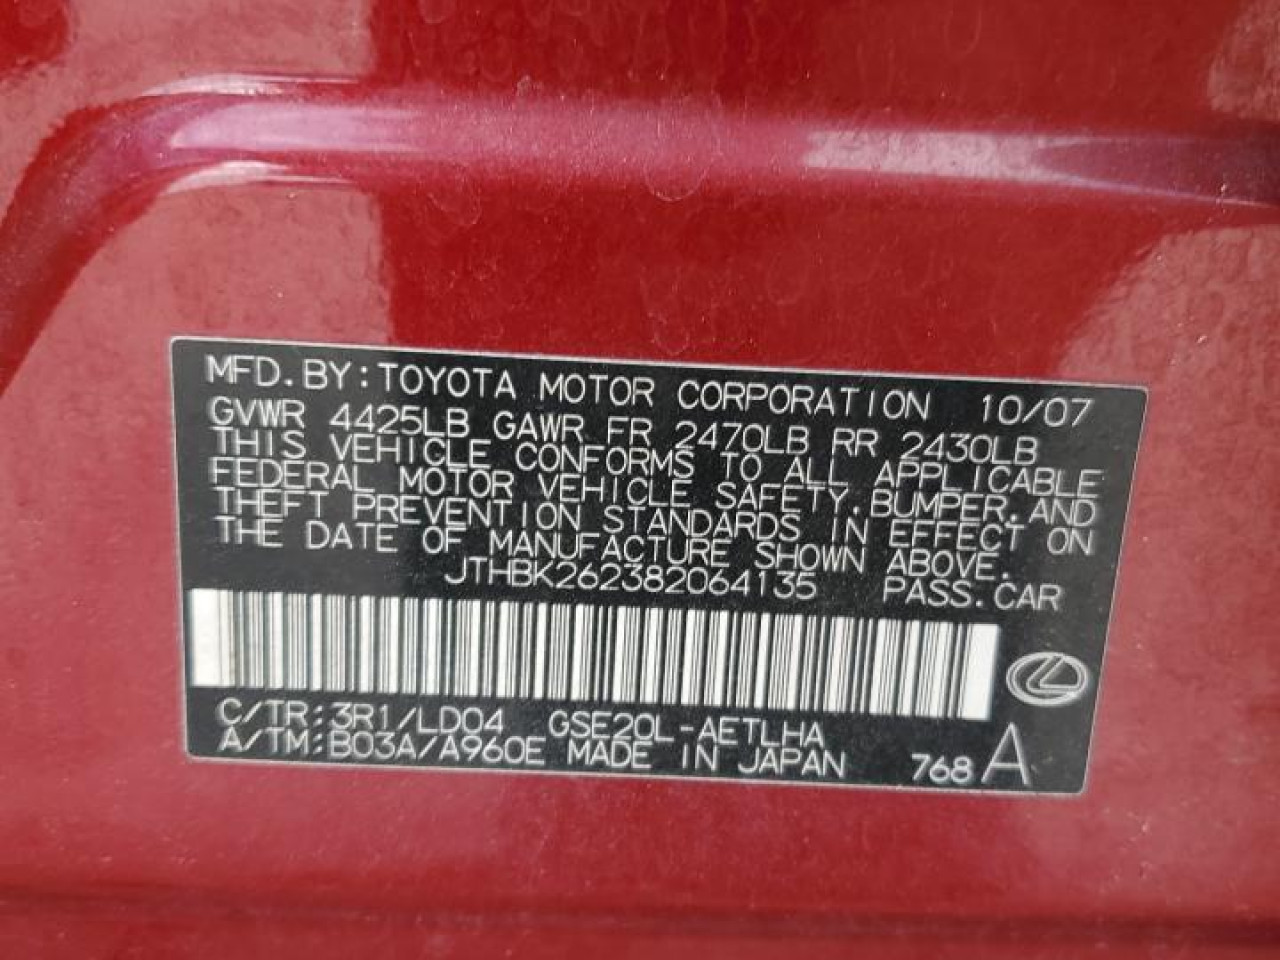 MFD.BY:TOYOTA MOTOR CORPORATION 10/07
GVWR 4425LB GAWR FR 2470LB RR 2430LB
THIS VEHICLE CONFORMS TO ALL APPLICABLE
FEDERAL MOTOR VEHICLE SAFETY,BUMPER,AND
THEFT PREVENTION STANDARDS IN EFFECT ON
THE DATE OF MANUFACTURE SHOWN ABOVE.
JTHBK262382064135 PASS.CAR
C/TR:3R1/LD04 GSE20L-AETLHA
A/TM:B03A/A960E MADE IN JAPAN 768 A